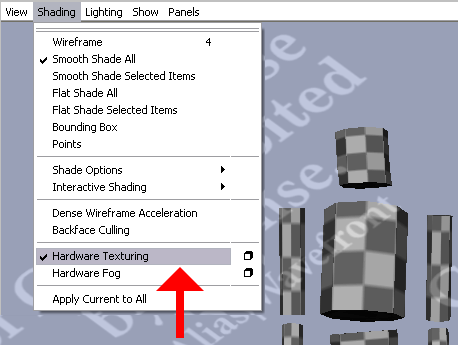 View Shading Lighting Show Panels
Wireframe 4
Smooth Shade All
Smooth Shade Selected Items
Flat Shade All
Flat Shade Selected Items
Bounding Box
Points
Shade Options
Interactive Shading
Dense Wireframe Acceleration
Backface Culling
Hardware Texturing
Hardware Fog
Apply Current to All
Alias|Wavefront